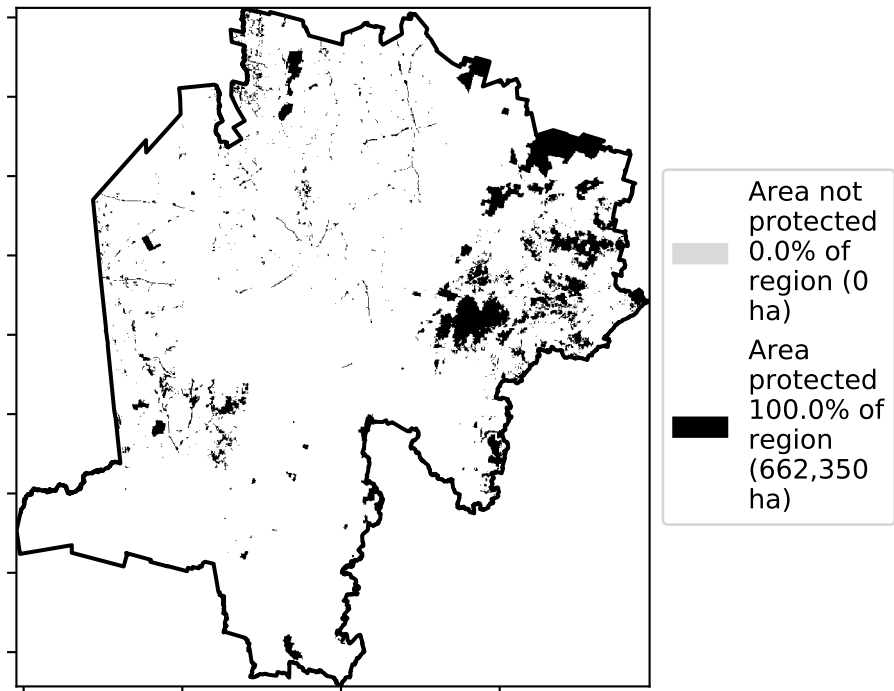 Area not
protected
0.0% of
region (0
ha)
Area
protected
100.0% of
region
(662,350
ha)